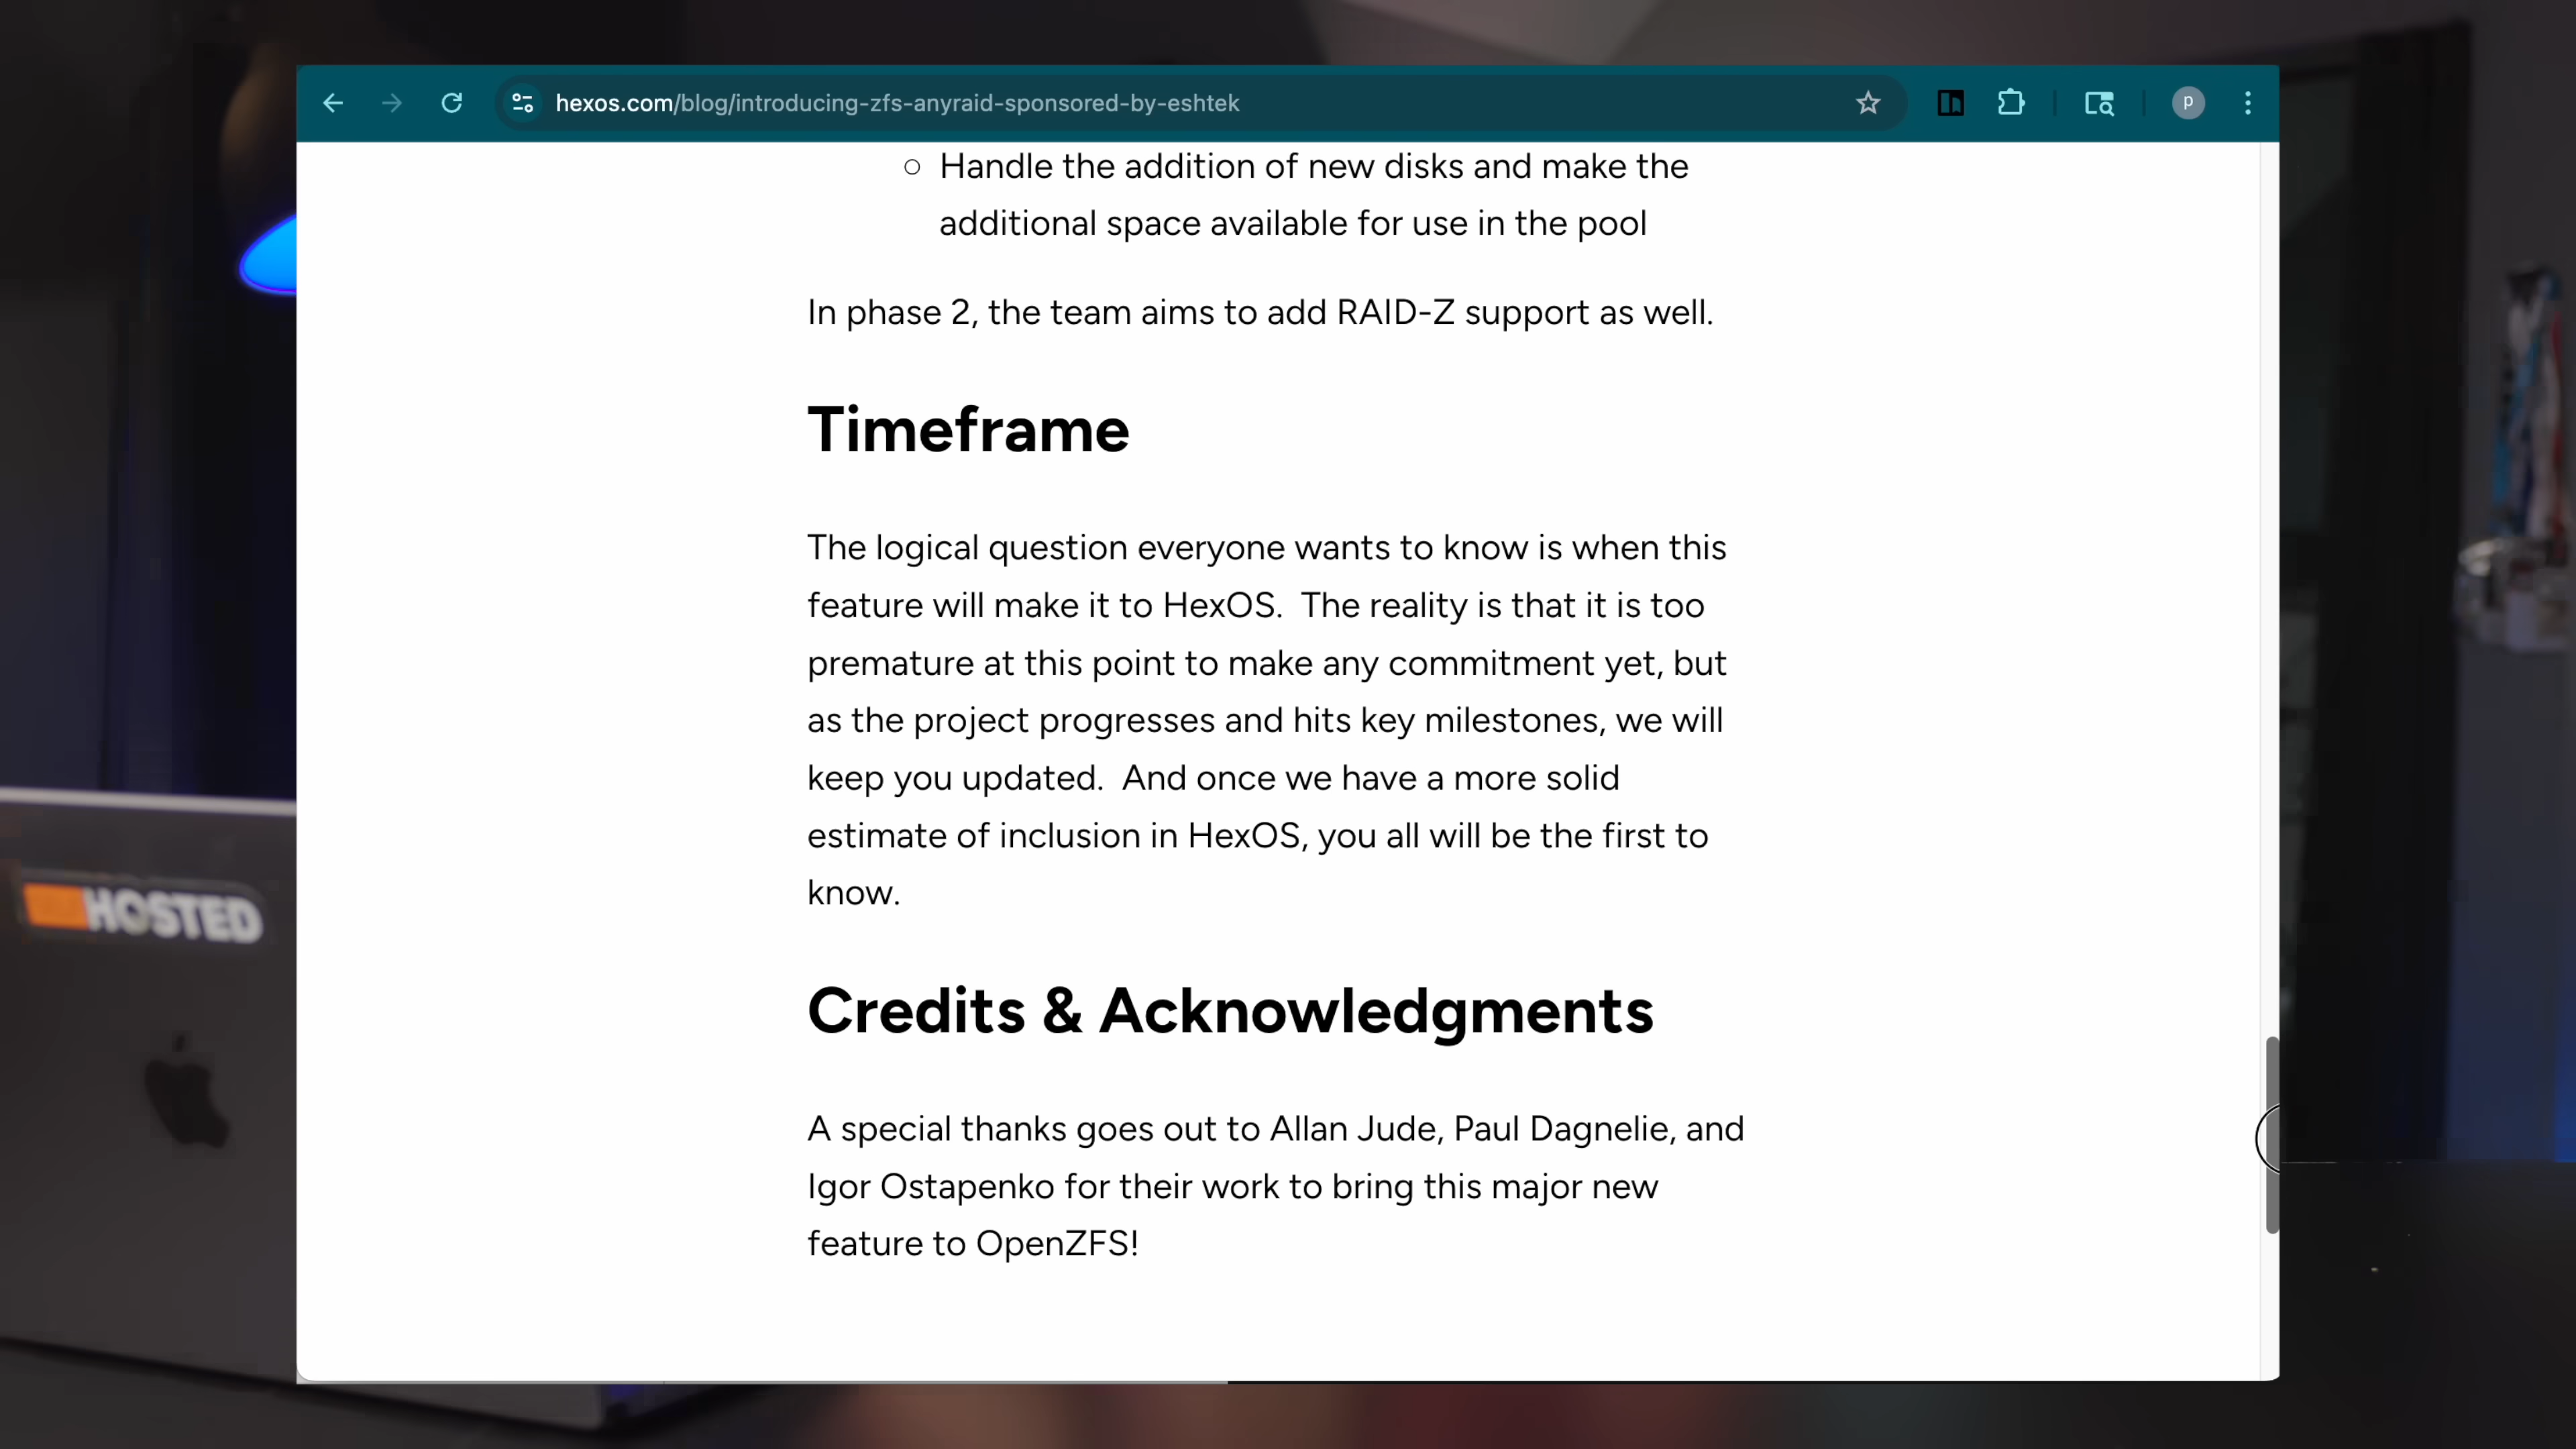 hexos.com/blog/introducing-zfs-anyraid-sponsored-by-eshtek
p
Handle the addition of new disks and make the
additional space available for use in the pool
In phase 2, the team aims to add RAID-Z support as well.
Timeframe
The logical question everyone wants to know is when this
feature will make it to HexOS.  The reality is that it is too
premature at this point to make any commitment yet, but
as the project progresses and hits key milestones, we will
keep you updated.  And once we have a more solid
estimate of inclusion in HexOS, you all will be the first to
know.
Credits & Acknowledgments
A special thanks goes out to Allan Jude, Paul Dagnelie, and
Igor Ostapenko for their work to bring this major new
feature to OpenZFS!
HOSTED